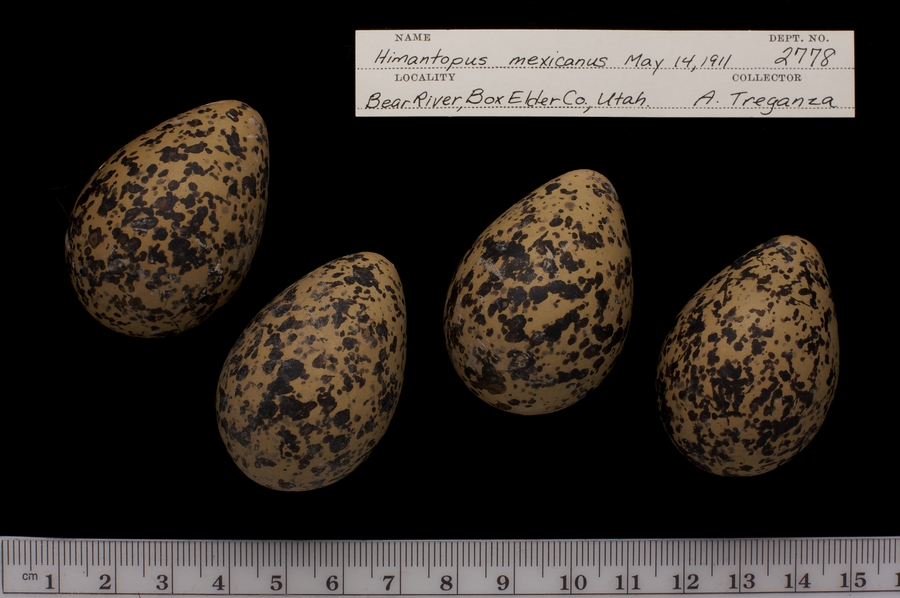 NAME DEPT. NO.
Himantopus mexicanus May 14, 1911 2778
LOCALITY COLLECTOR
Bear River, Box Elder Co., Utah. A. Treganza
cm 1 2 3 4 5 6 7 8 9 10 11 12 13 14 15 1